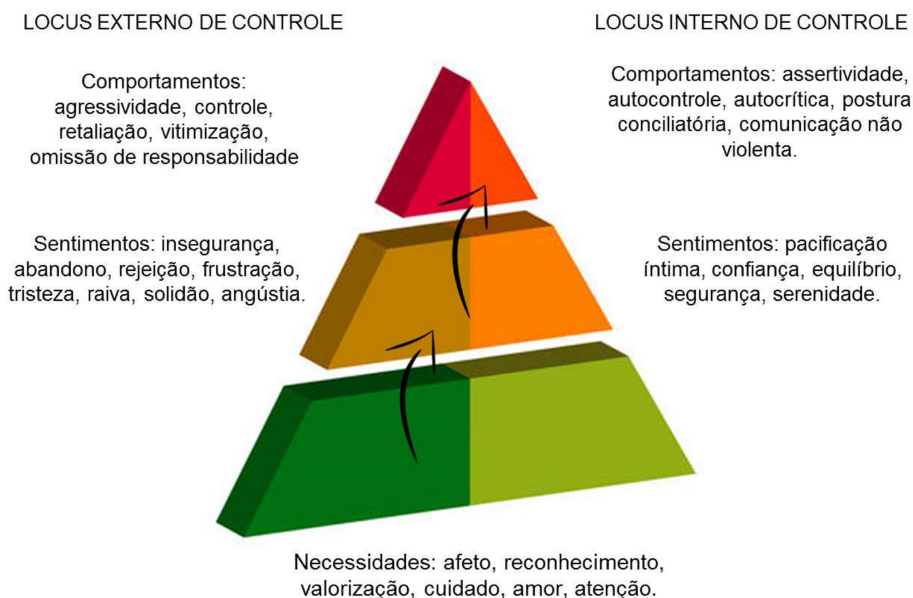 LOCUS EXTERNO DE CONTROLE
LOCUS INTERNO DE CONTROLE
Comportamentos:
agressividade, controle,
retaliação, vitimização,
omissão de responsabilidade
Comportamentos: assertividade,
autocontrole, autocrítica, postura
conciliatória, comunicação não
violenta.
Sentimentos: insegurança,
abandono, rejeição, frustração,
tristeza, raiva, solidão, angústia.
Sentimentos: pacificação
íntima, confiança, equilíbrio,
segurança, serenidade.
Necessidades: afeto, reconhecimento,
valorização, cuidado, amor, atenção.